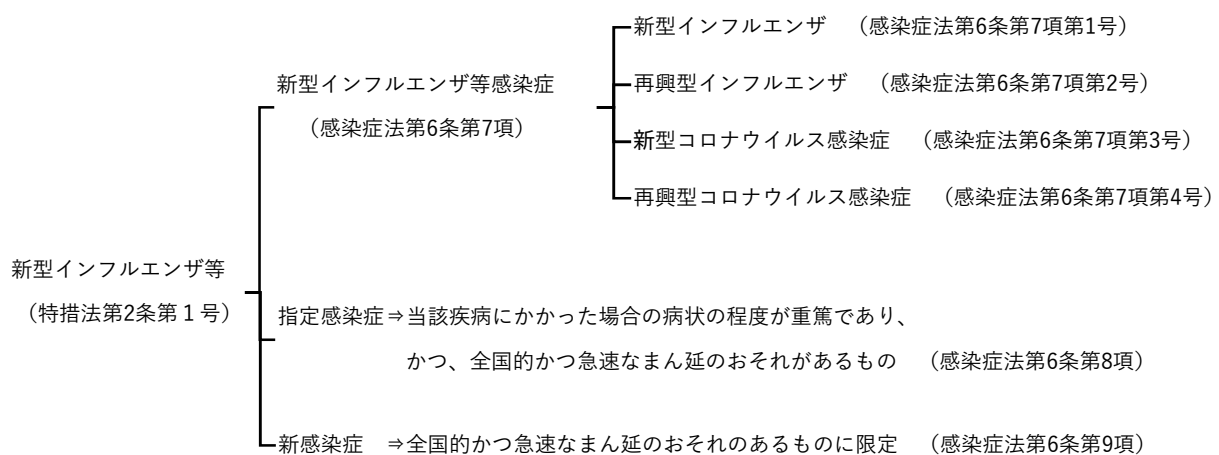 新型インフルエンザ　（感染症法第6条第7項第1号）
新型インフルエンザ等感染症
（感染症法第6条第7項）
再興型インフルエンザ　（感染症法第6条第7項第2号）
新型コロナウイルス感染症　（感染症法第6条第7項第3号）
再興型コロナウイルス感染症　（感染症法第6条第7項第4号）
新型インフルエンザ等
（特措法第2条第１号）
指定感染症⇒当該疾病にかかった場合の病状の程度が重篤であり、
かつ、全国的かつ急速なまん延のおそれがあるもの　（感染症法第6条第8項）
新感染症　⇒全国的かつ急速なまん延のおそれのあるものに限定　（感染症法第6条第9項）